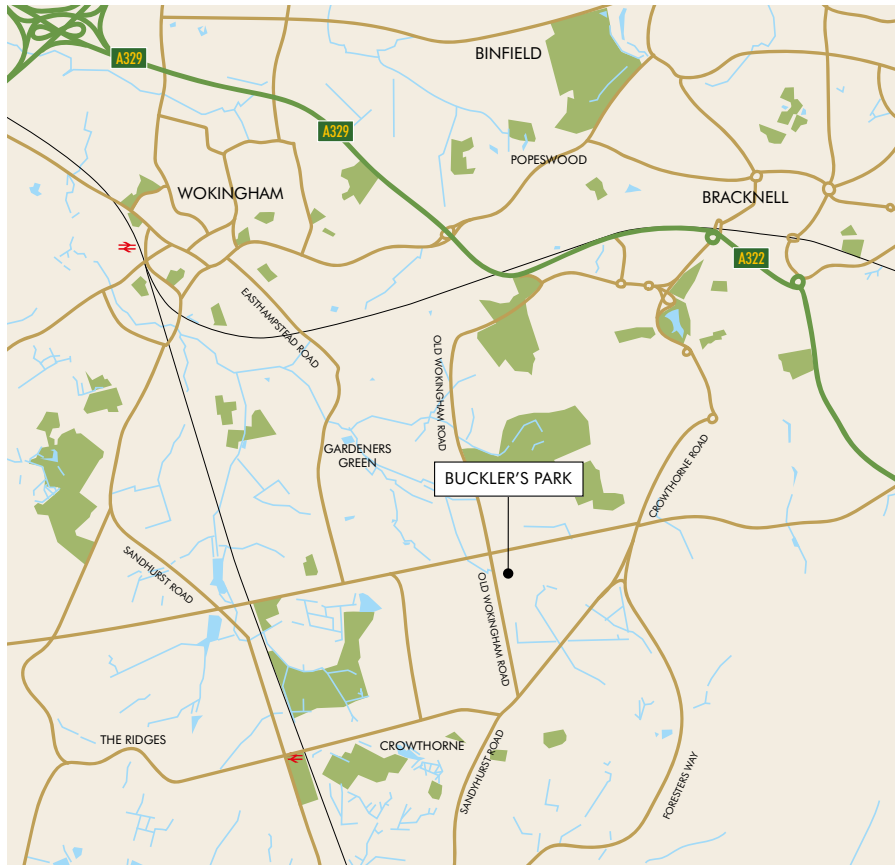 A329
BINFIELD
A329
POPESWOOD
WOKINGHAM
BRACKNELL
A322
EASTHAMPSTEAD ROAD
OLD WOKINGHAM ROAD
GARDENERS
GREEN
CROWTHORNE ROAD
BUCKLER'S PARK
SANDHURST ROAD
OLD WOKINGHAM ROAD
THE RIDGES
CROWTHORNE
SANDYHURST ROAD
FORESTERS WAY